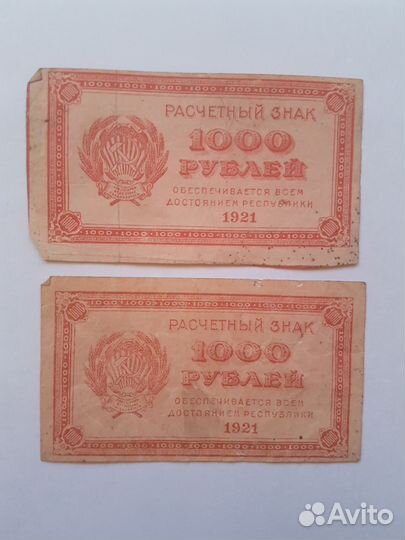 РАСЧЕТНЫЙ ЗНАК
1000
РУБЛЕЙ
ОБЕСПЕЧИВАЕТСЯ ВСЕМ
ДОСТОЯНИЕМ РЕСПУБЛИКИ
1921
РАСЧЕТНЫЙ ЗНАК
1000
РУБЛЕЙ
ОБЕСПЕЧИВАЕТСЯ ВСЕМ
ДОСТОЯНИЕМ РЕСПУБЛИКИ
1921
Avito